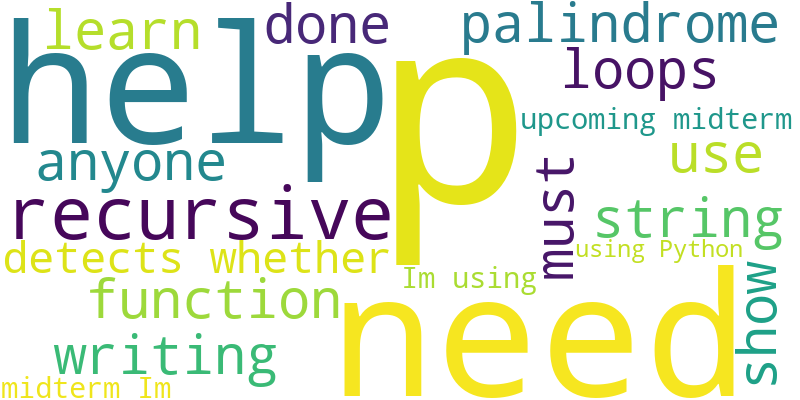 learn
done
palindrome
help
p
loops
upcoming midterm
anyone
use
must
recursive
string
detects whether
using Python
Im using
show
function
need
writing
midterm Im